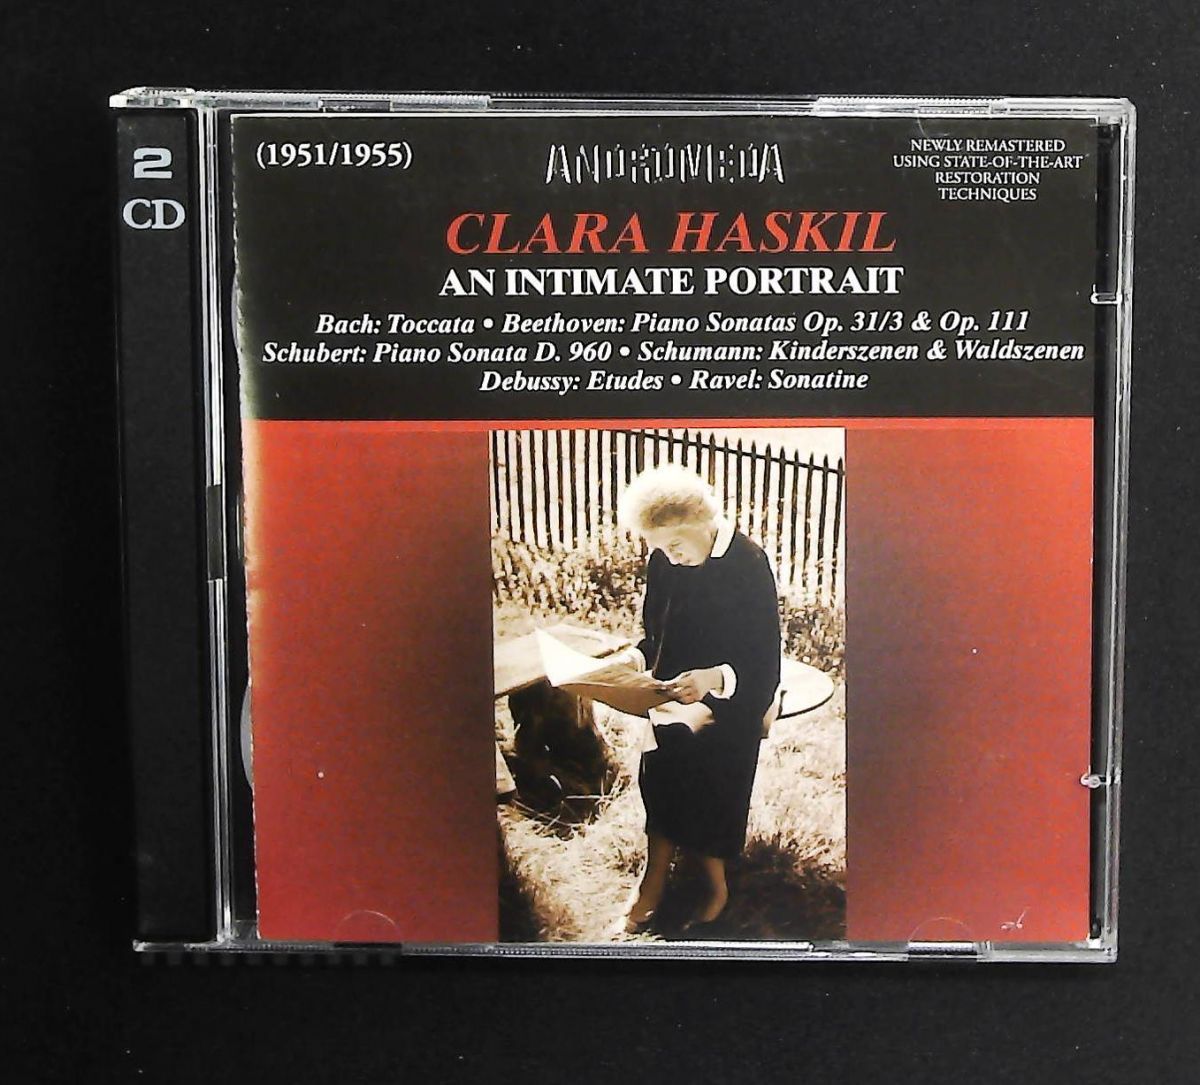 2
CD
(1951/1955)
ANDROMEDA
NEWLY REMASTERED
USING STATE-OF-THE-ART
RESTORATION
TECHNIQUES
CLARA HASKIL
AN INTIMATE PORTRAIT
Bach: Toccata • Beethoven: Piano Sonatas Op. 31/3 & Op. 111
Schubert: Piano Sonata D. 960 • Schumann: Kinderszenen & Waldszenen
Debussy: Etudes • Ravel: Sonatine